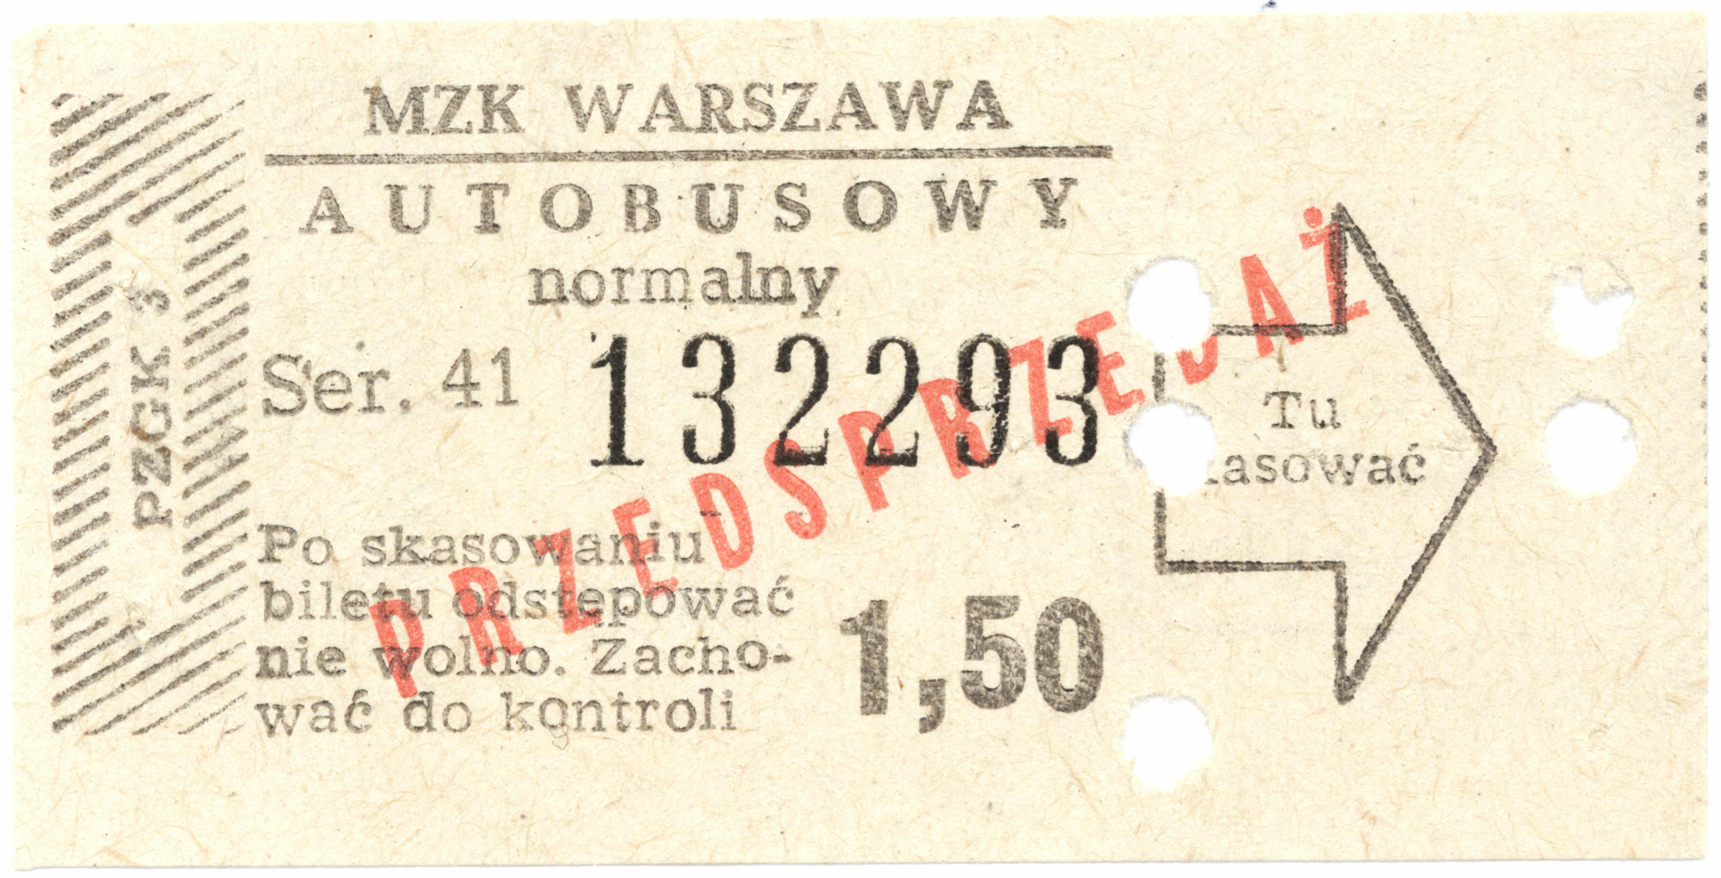 MZK WARSZAWA
AUTOBUSOWY
normalny
Ser. 41 132293
PRZEDSPRZEDAŻ
PZGK 3
Po skasowaniu
biletu odstępować
nie wolno. Zacho-
wać do kontroli
1,50
Tu
kasować